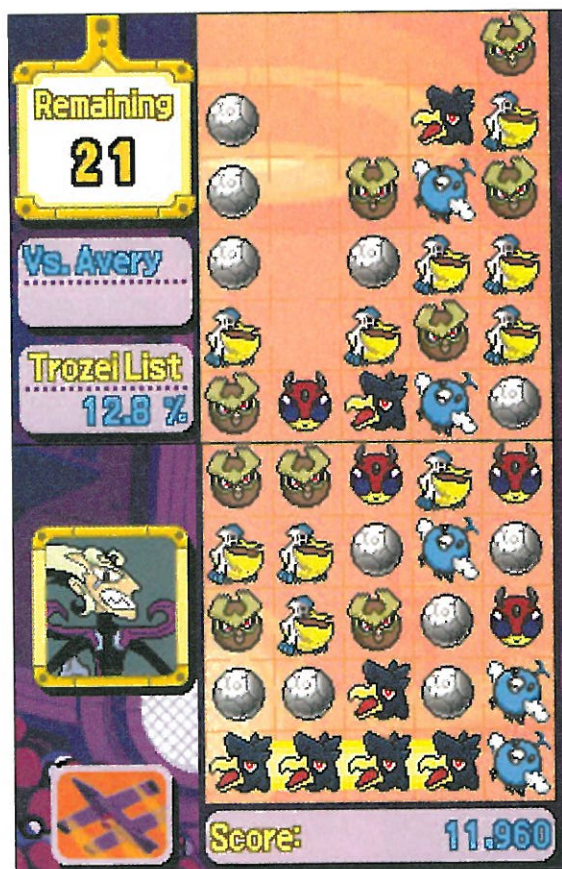 Remaining
21
Vs. Avery
Trozei List
12.8 %
Score: 11,960